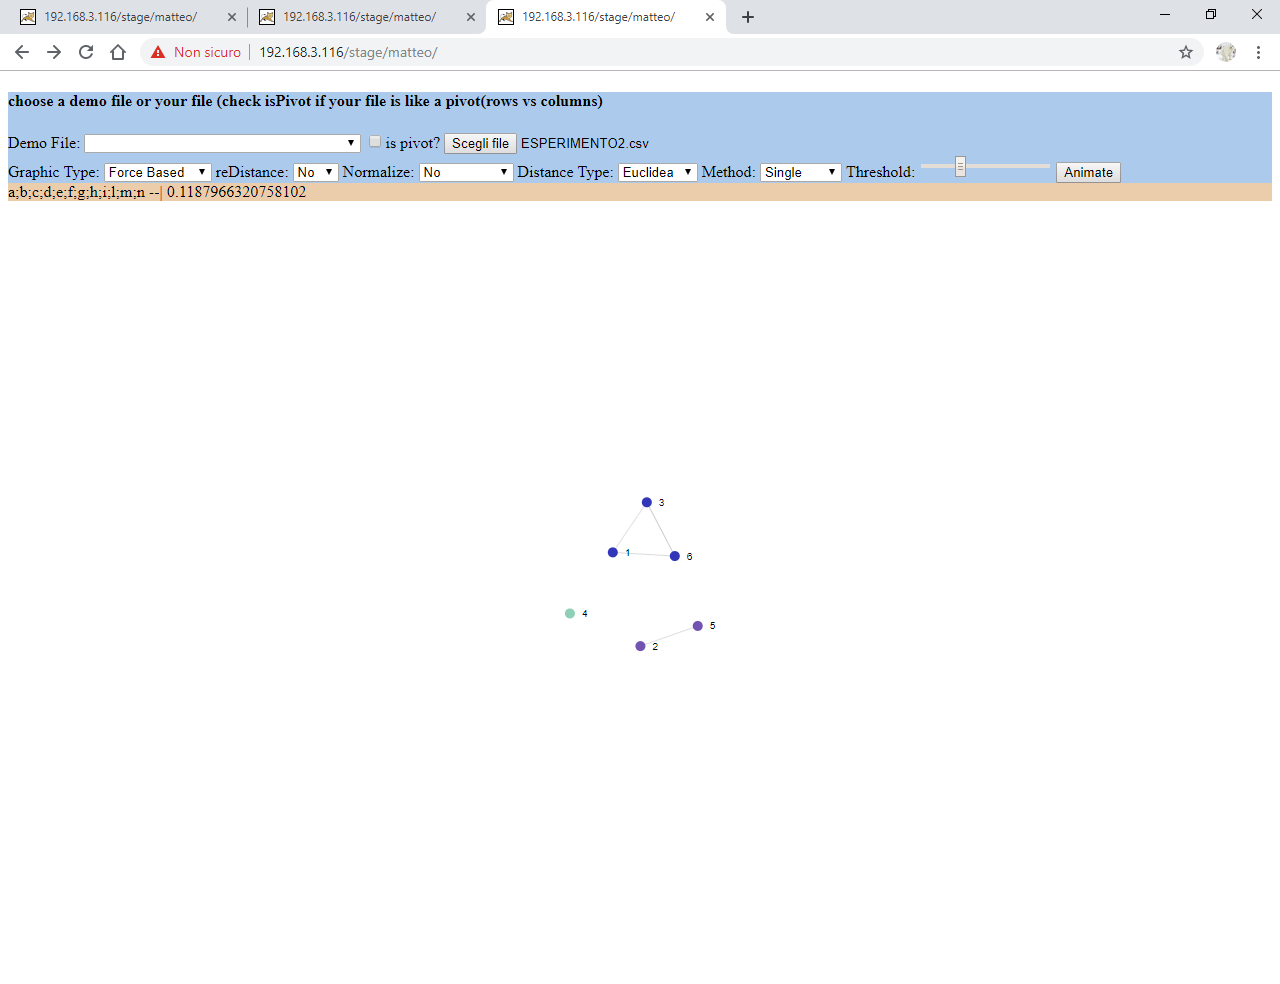 192.168.3.116/stage/matteo/ 192.168.3.116/stage/matteo/ 192.168.3.116/stage/matteo/
Non sicuro 192.168.3.116/stage/matteo/
choose a demo file or your file (check isPivot if your file is like a pivot(rows vs columns)
Demo File: is pivot? Scegli file ESPERIMENTO2.csv
Graphic Type: Force Based reDistance: No Normalize: No Distance Type: Euclidea Method: Single Threshold: Animate
a;b;c;d;e;f;g;h;i;l;m;n --| 0.1187966320758102
3
1
6
4
5
2